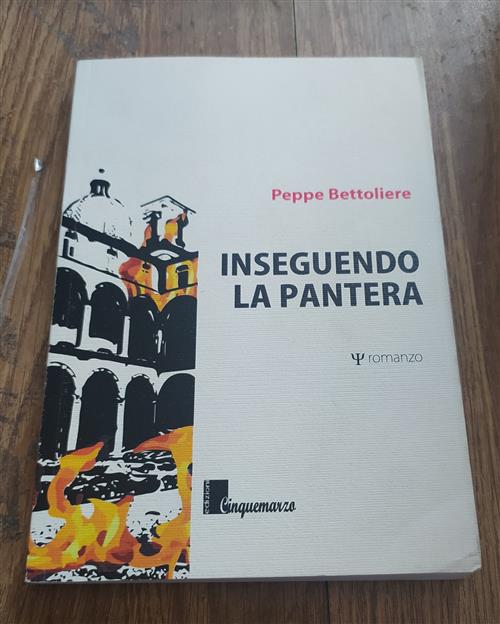 Peppe Bettoliere
INSEGUENDO
LA PANTERA
Ψ romanzo
edizioni
Cinquemarzo